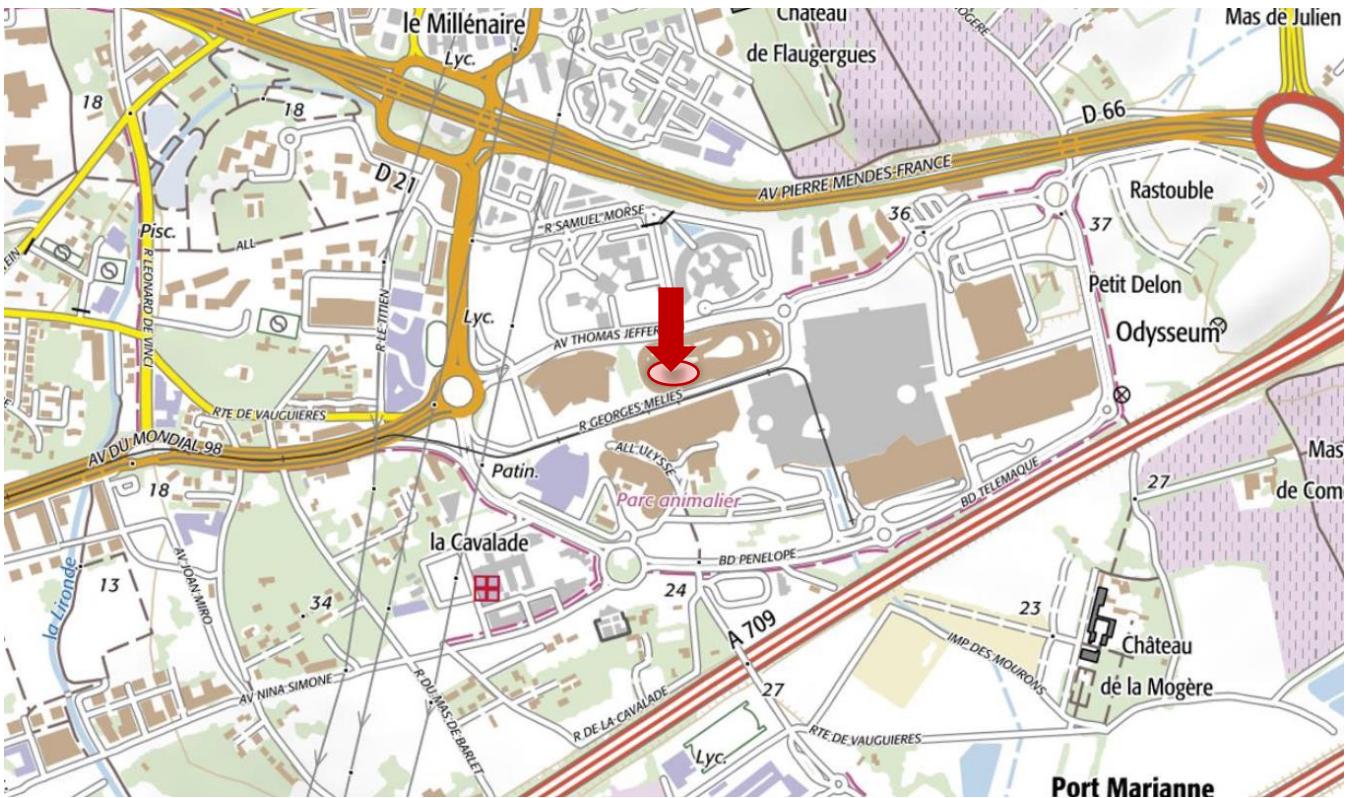 le Millénaire
Lyc.
Château
de Flaugergues
Mas de Julien
18
18
D 66
D 21
AV PIERRE MENDES-FRANCE
Rastouble
R SAMUEL MORSE
36
37
Pisc.
ALL
R LEONARD DE VINCI
R LE TITIEN
Petit Delon
Odysseum
Lyc.
AV THOMAS JEFFER
R GEORGES MELIES
RTE DE VAUGUIERES
AV DU MONDIAL 98
Patin.
ALL ULYSSE
Parc animalier
BD TELEMAQUE
27
Mas
de Com
18
la Cavalade
BD PENELOPE
la Lironde
13
AV JOAN MIRO
34
24
A 709
23
IMP DES MOURONS
Château
de la Mogère
AV NINA SIMONE
R DU MAS DE BARLET
R DE LA CAVALADE
27
RTE DE VAUGUIERES
Lyc.
Port Marianne